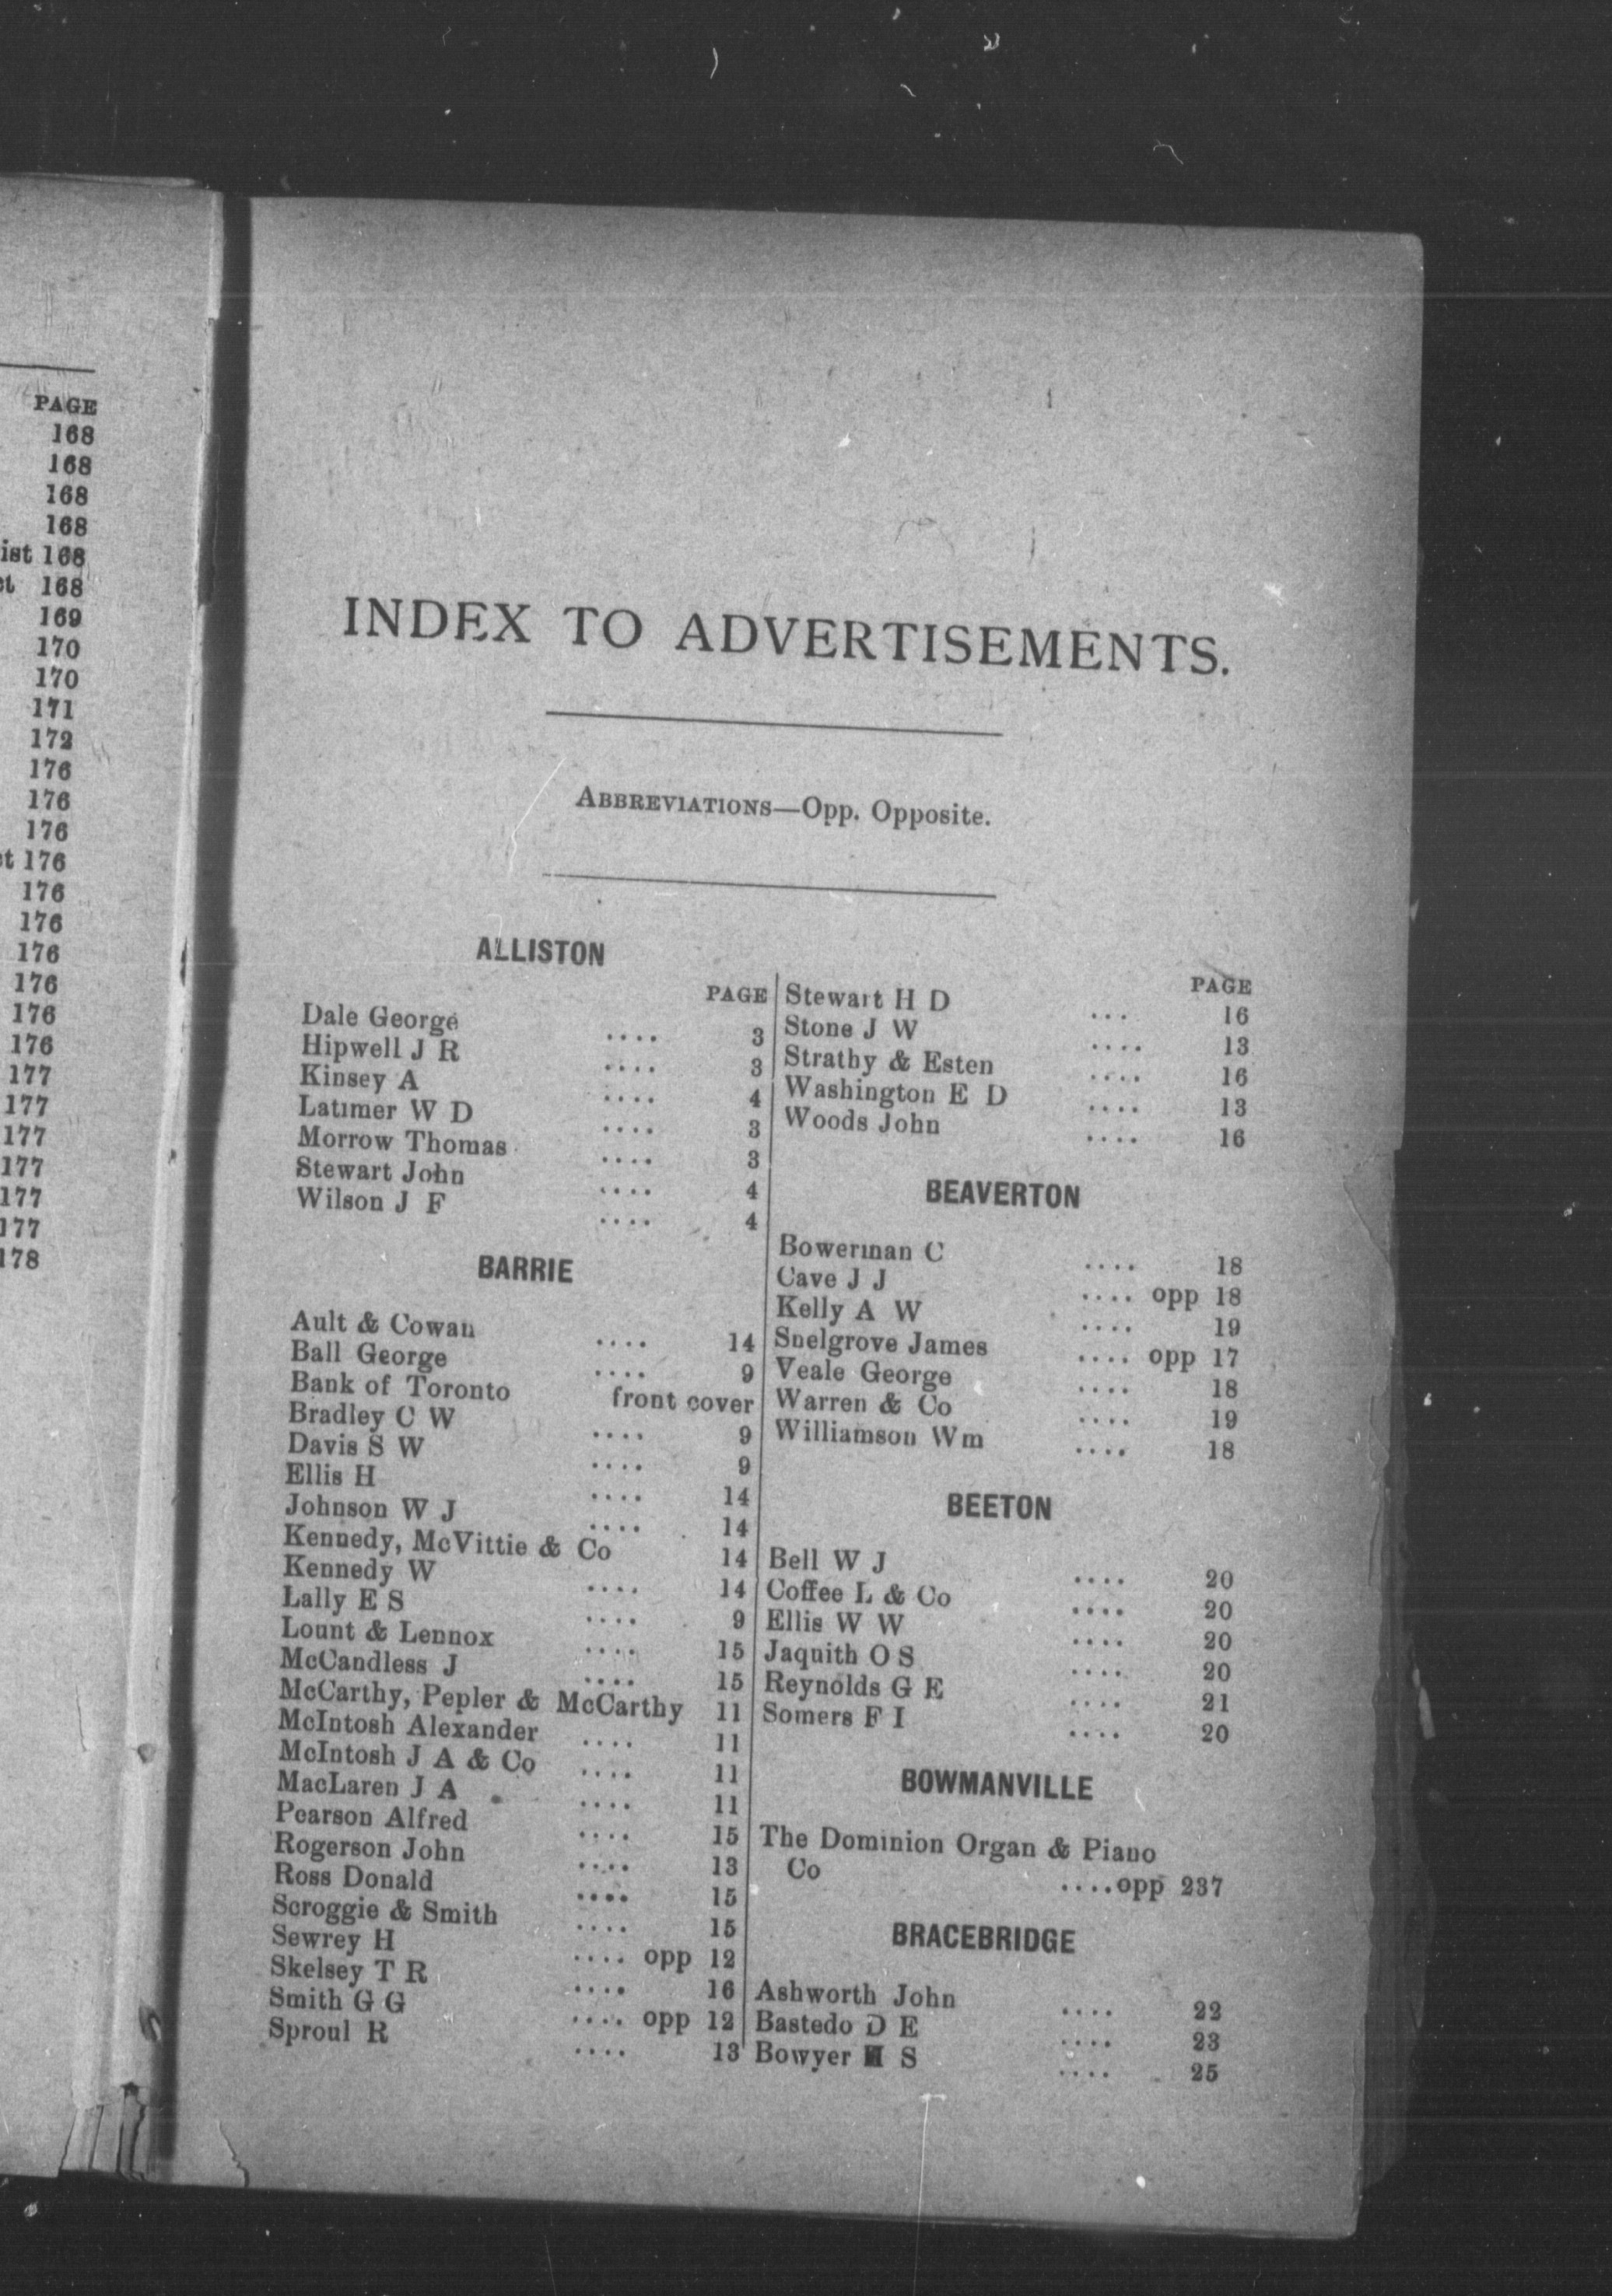 PAGE
168
168
168
168
ist 168
168
169
170
170
171
172
176
176
176
176
176
176
176
176
176
176
177
177
177
177
177
177
178
INDEX TO ADVERTISEMENTS.
ABBREVIATIONS—Opp. Opposite.
ALLISTON
PAGE
Dale George .... 3
Hipwell J R .... 3
Kinsey A .... 4
Latimer W D .... 3
Morrow Thomas .... 3
Stewart John .... 4
Wilson J F .... 4
BARRIE
Ault & Cowan .... 14
Ball George .... 9
Bank of Toronto front cover
Bradley C W .... 9
Davis S W .... 9
Ellis H .... 14
Johnson W J .... 14
Kennedy, McVittie & Co 14
Kennedy W .... 14
Lally E S .... 9
Lount & Lennox .... 15
McCandless J .... 15
McCarthy, Pepler & McCarthy 11
McIntosh Alexander .... 11
McIntosh J A & Co .... 11
MacLaren J A .... 11
Pearson Alfred .... 15
Rogerson John .... 13
Ross Donald .... 15
Scroggie & Smith .... 15
Sewrey H .... opp 12
Skelsey T R .... 16
Smith G G .... opp 12
Sproul R .... 13
PAGE
Stewart H D ... 16
Stone J W .... 13
Strathy & Esten .... 16
Washington E D .... 13
Woods John .... 16
BEAVERTON
Bowerman C .... 18
Cave J J .... opp 18
Kelly A W .... 19
Snelgrove James .... opp 17
Veale George .... 18
Warren & Co .... 19
Williamson Wm .... 18
BEETON
Bell W J .... 20
Coffee L & Co .... 20
Ellis W W .... 20
Jaquith O S .... 20
Reynolds G E .... 21
Somers F I .... 20
BOWMANVILLE
The Dominion Organ & Piano
Co ....opp 237
BRACEBRIDGE
Ashworth John .... 22
Bastedo D E .... 23
Bowyer H S .... 25